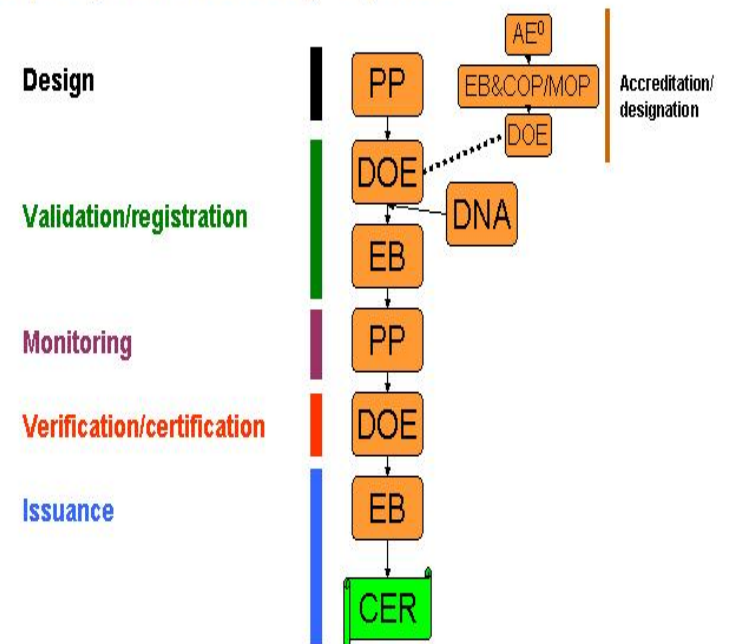 AE⁰
Design
PP
EB&COP/MOP
Accreditation/
designation
DOE
DOE
Validation/registration
DNA
EB
Monitoring
PP
Verification/certification
DOE
Issuance
EB
CER